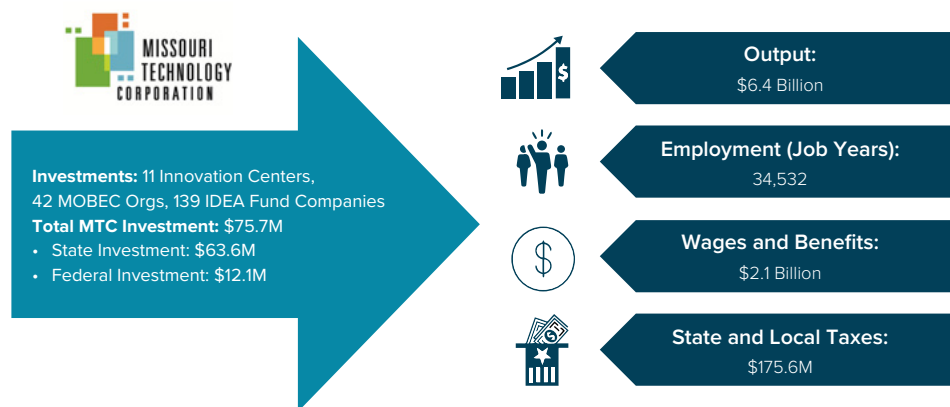 MISSOURI
TECHNOLOGY
CORPORATION
Investments: 11 Innovation Centers,
42 MOBEC Orgs, 139 IDEA Fund Companies
Total MTC Investment: $75.7M
• State Investment: $63.6M
• Federal Investment: $12.1M
$
Output:
$6.4 Billion
Employment (Job Years):
34,532
$
Wages and Benefits:
$2.1 Billion
$
State and Local Taxes:
$175.6M